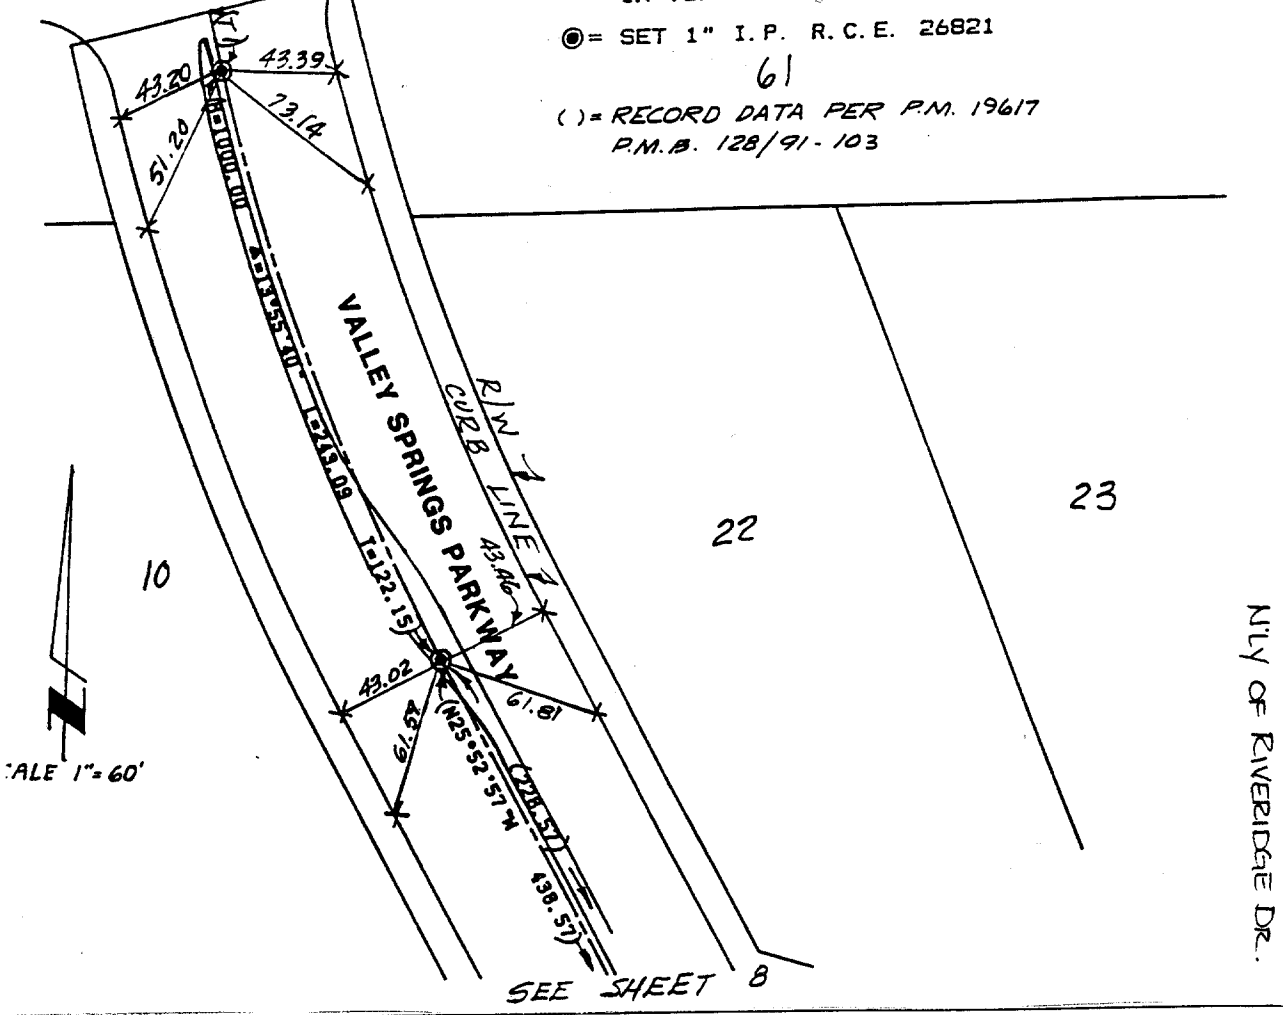 = SET 1" I.P. R.C.E. 26821
61
( )= RECORD DATA PER P.M. 19617
P.M.B. 128/91-103
43.20
43.39
73.14
51.20
R=1000.00
Δ=13°55'40"
L=243.09
T=122.15)
VALLEY SPRINGS PARKWAY
R/W
CURB LINE
43.46
10
22
23
43.02
61.57
61.81
(N25°52'57"W
(228.57)
438.57)
N'LY OF RIVERIDGE DR.
ALE 1"= 60'
SEE SHEET 8